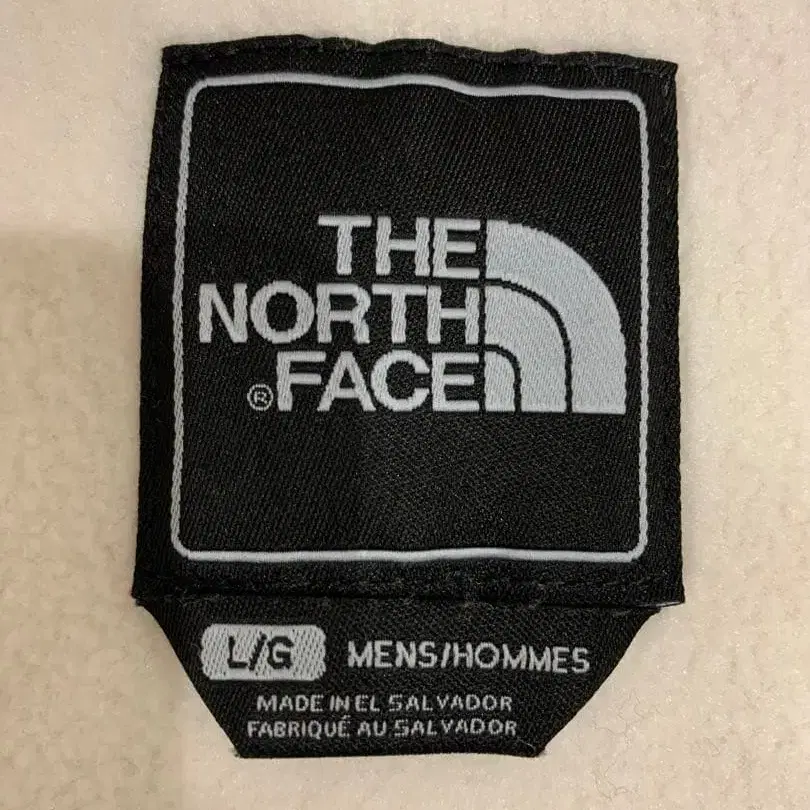 THE
NORTH
®FACE
L/G MENS/HOMMES
MADE IN EL SALVADOR
FABRIQUÉ AU SALVADOR